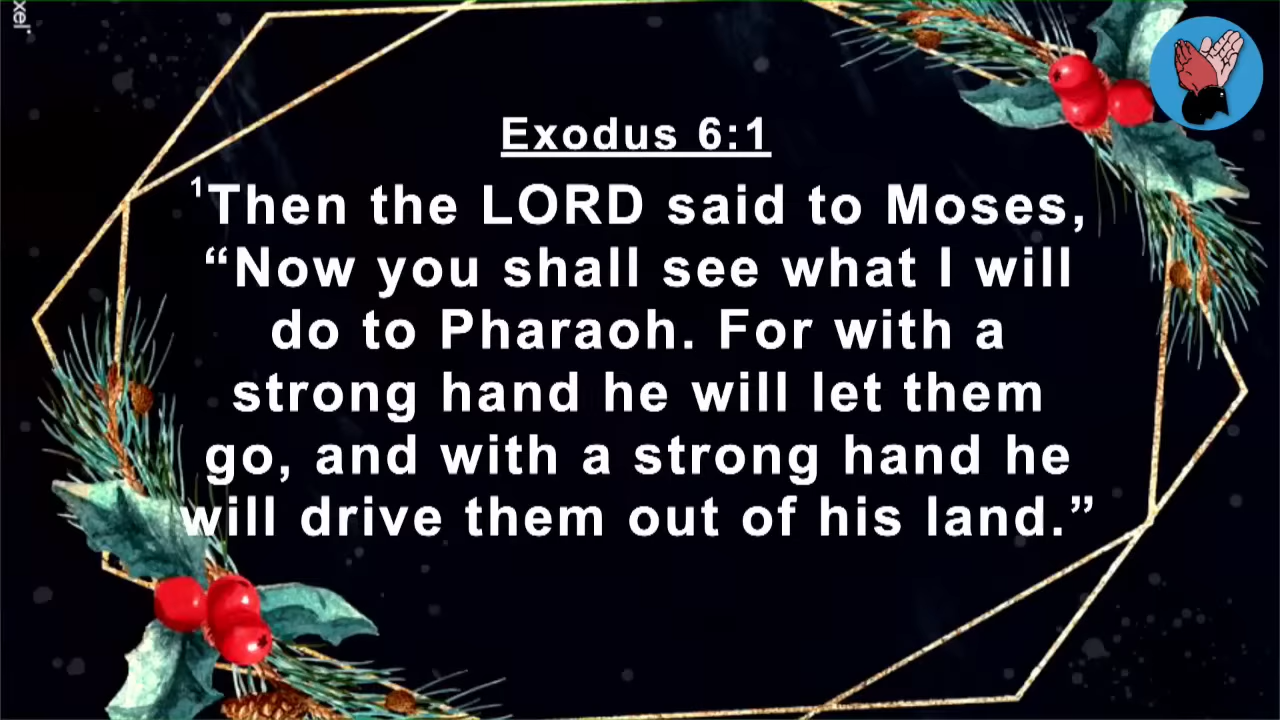 Exodus 6:1
¹Then the LORD said to Moses,
“Now you shall see what I will
do to Pharaoh. For with a
strong hand he will let them
go, and with a strong hand he
will drive them out of his land.”